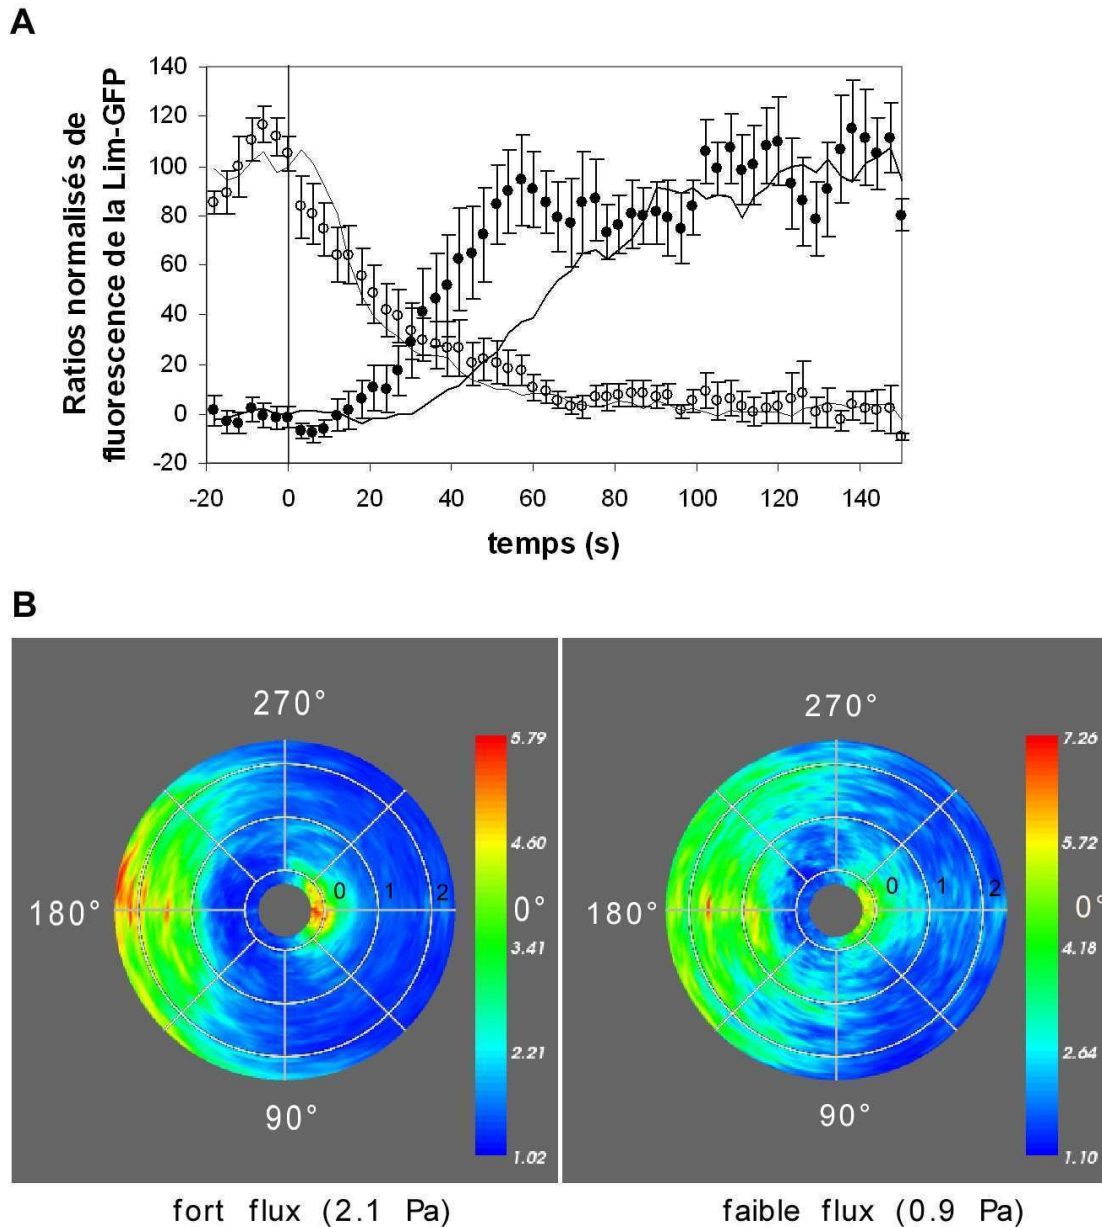 A
Ratios normalisés de
fluorescence de la Lim-GFP
140
120
100
80
60
40
20
0
-20
-20 0 20 40 60 80 100 120 140
temps (s)
B
270°
180°
0°
90°
0 1 2
5.79
4.60
3.41
2.21
1.02
fort flux (2.1 Pa)
270°
180°
0°
90°
0 1 2
7.26
5.72
4.18
2.64
1.10
faible flux (0.9 Pa)